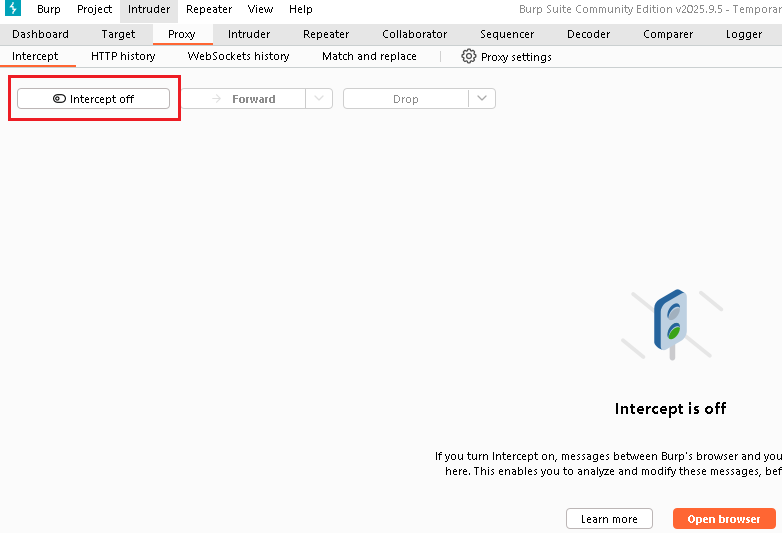 Burp Project Intruder Repeater View Help Burp Suite Community Edition v2025.9.5 - Temporar
Dashboard Target Proxy Intruder Repeater Collaborator Sequencer Decoder Comparer Logger
Intercept HTTP history WebSockets history Match and replace Proxy settings
Intercept off Forward Drop
Intercept is off
If you turn Intercept on, messages between Burp's browser and you
here. This enables you to analyze and modify these messages, bef
Learn more Open browser